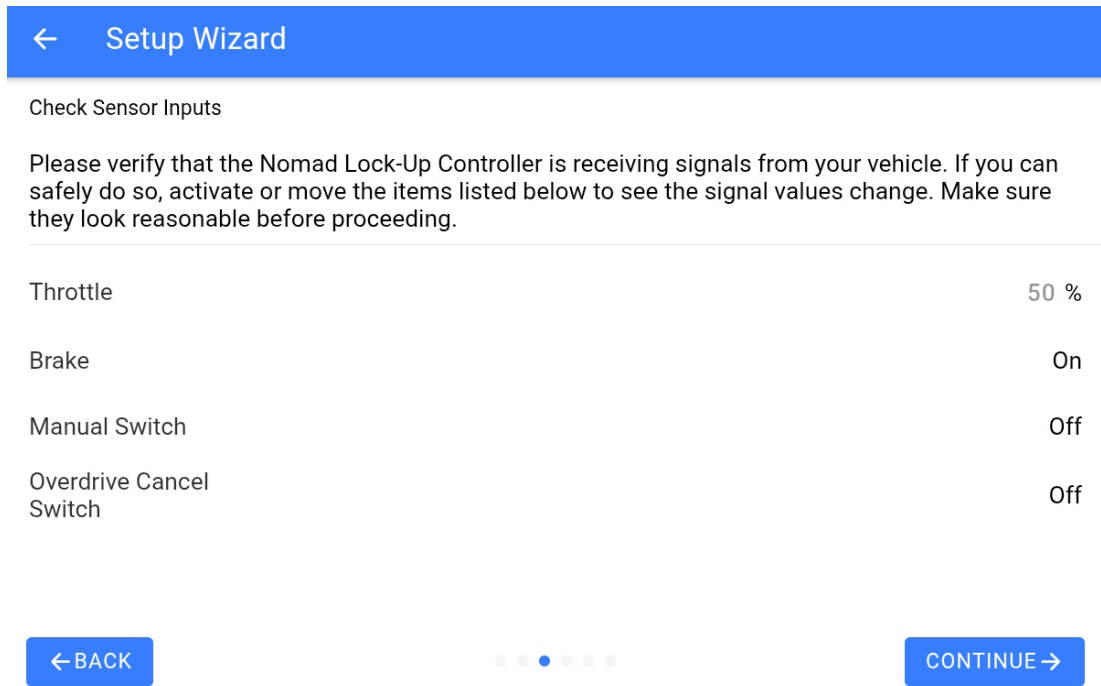 Setup Wizard
Check Sensor Inputs
Please verify that the Nomad Lock-Up Controller is receiving signals from your vehicle. If you can
safely do so, activate or move the items listed below to see the signal values change. Make sure
they look reasonable before proceeding.
Throttle 50 %
Brake On
Manual Switch Off
Overdrive Cancel
Switch Off
BACK CONTINUE